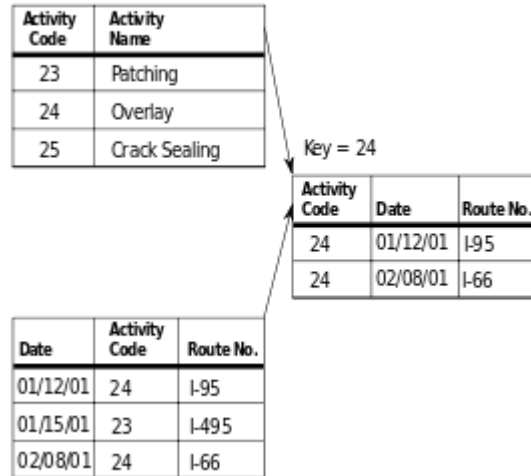 Activity Code Activity Name
23 Patching
24 Overlay
25 Crack Sealing
Key = 24
Activity Code Date Route No.
24 01/12/01 I-95
24 02/08/01 I-66
Date Activity Code Route No.
01/12/01 24 I-95
01/15/01 23 I-495
02/08/01 24 I-66